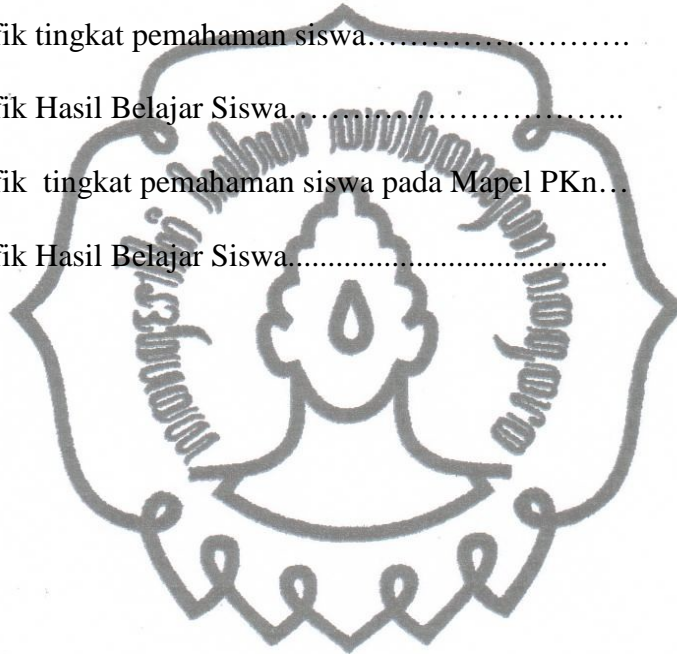 fik tingkat pemahaman siswa…………………….
fik Hasil Belajar Siswa……………………………..
fik  tingkat pemahaman siswa pada Mapel PKn…
fik Hasil Belajar Siswa........................................